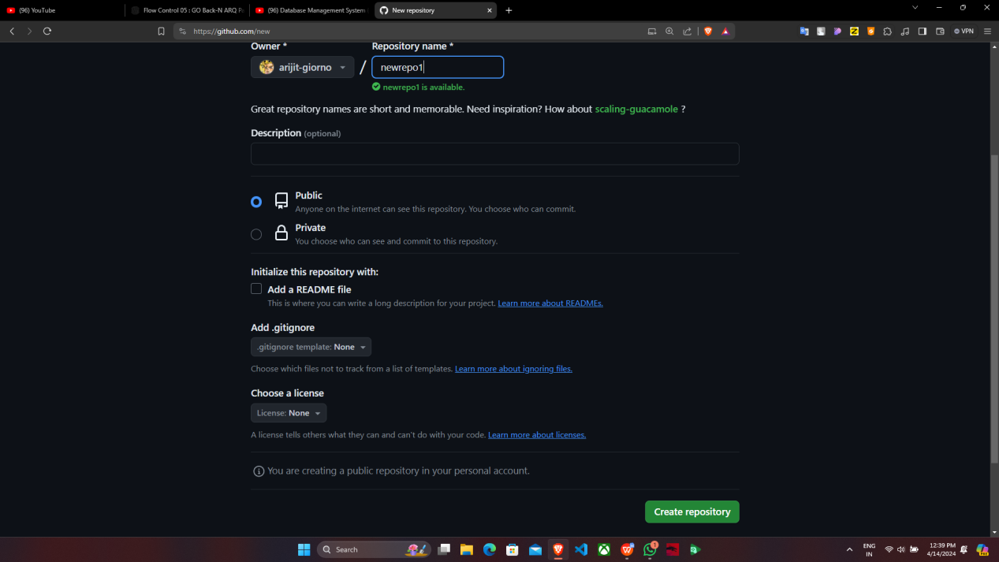 (96) YouTube
Flow Control 05 : GO Back-N ARQ P
(96) Database Management System
New repository
https://github.com/new
VPN
Owner *
Repository name *
arijit-giorno
/
newrepo1
newrepo1 is available.
Great repository names are short and memorable. Need inspiration? How about scaling-guacamole ?
Description (optional)
Public
Anyone on the internet can see this repository. You choose who can commit.
Private
You choose who can see and commit to this repository.
Initialize this repository with:
Add a README file
This is where you can write a long description for your project. Learn more about READMEs.
Add .gitignore
.gitignore template: None
Choose which files not to track from a list of templates. Learn more about ignoring files.
Choose a license
License: None
A license tells others what they can and can't do with your code. Learn more about licenses.
You are creating a public repository in your personal account.
Create repository
Search
1
ENG
IN
12:39 PM
4/14/2024